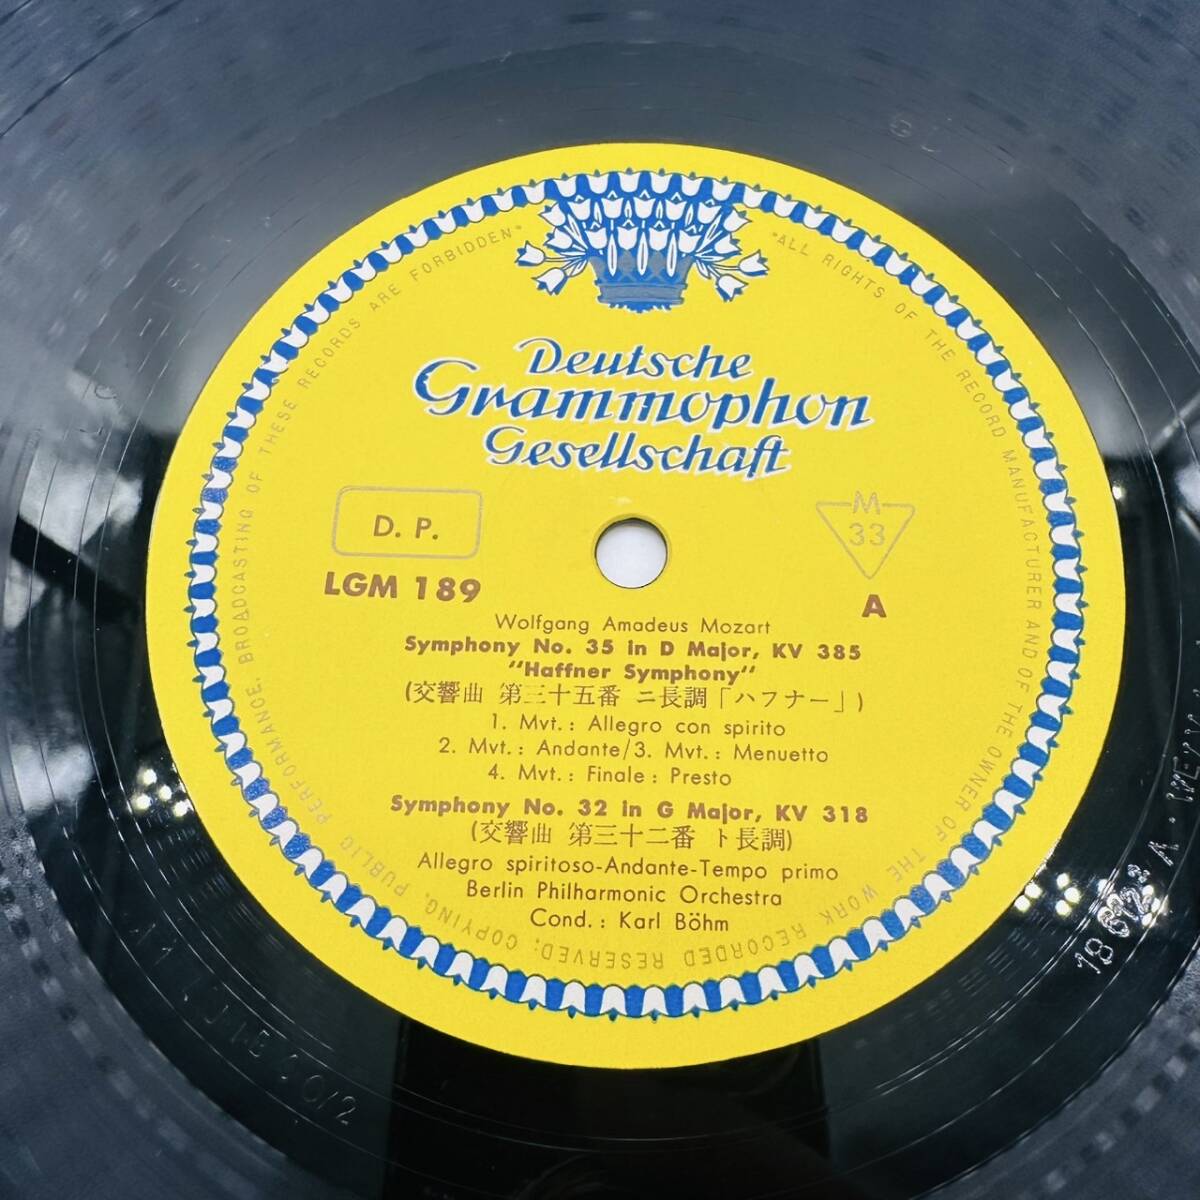 Deutsche
Grammophon
Gesellschaft
D. P.
M
33
LGM 189
A
Wolfgang Amadeus Mozart
Symphony No. 35 in D Major, KV 385
"Haffner Symphony"
(交響曲 第三十五番 ニ長調「ハフナー」)
1. Mvt.: Allegro con spirito
2. Mvt.: Andante/3. Mvt.: Menuetto
4. Mvt.: Finale: Presto
Symphony No. 32 in G Major, KV 318
(交響曲 第三十二番 ト長調)
Allegro spiritoso-Andante-Tempo primo
Berlin Philharmonic Orchestra
Cond.: Karl Böhm
"ALL RIGHTS OF THE RECORD MANUFACTURER AND OF THE OWNER OF THE WORK RECORDED RESERVED; COPYING, PUBLIC PERFORMANCE, BROADCASTING OF THESE RECORDS ARE FORBIDDEN"